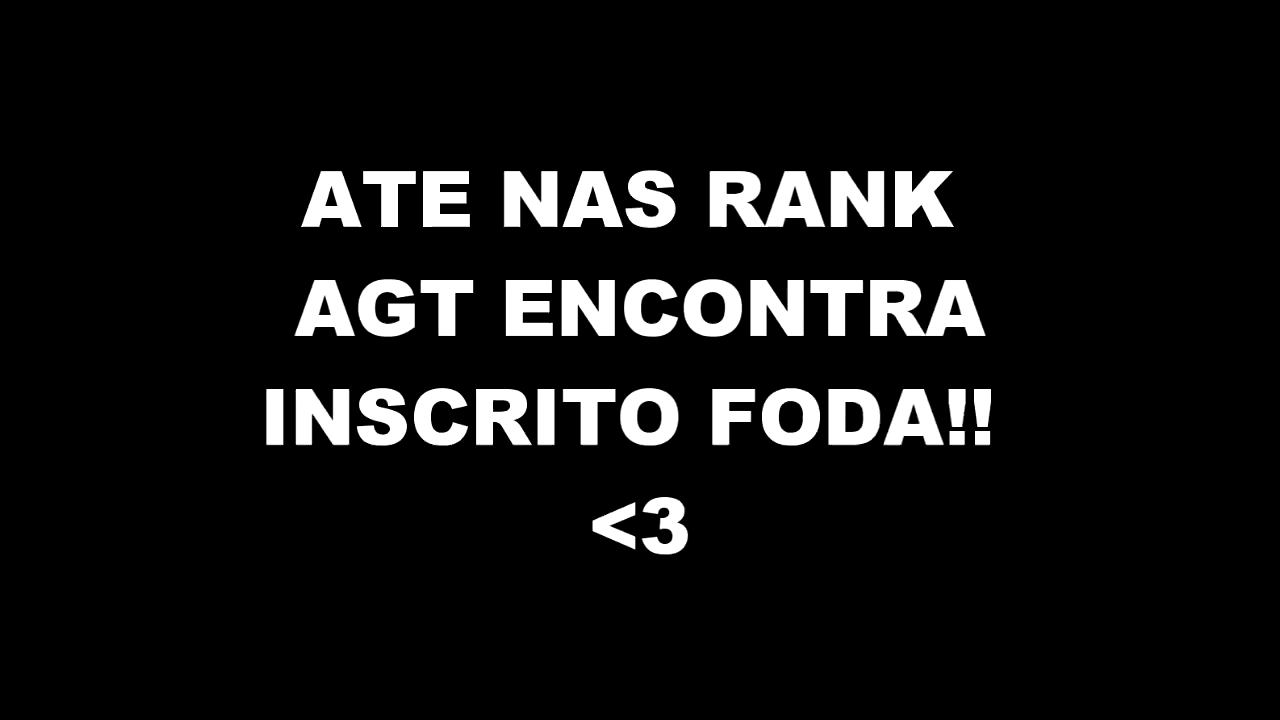 ATE NAS RANK
AGT ENCONTRA
INSCRITO FODA!!
<3